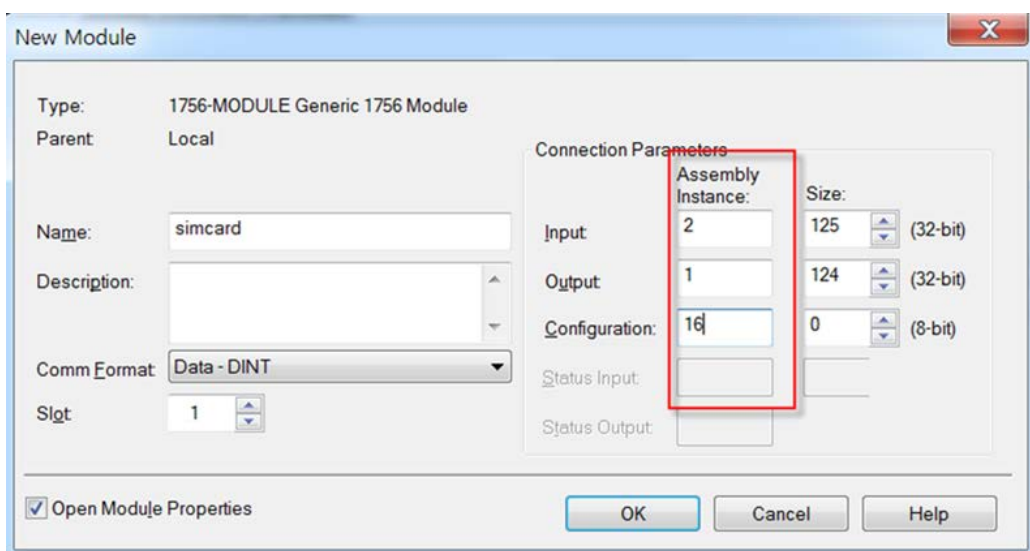 New Module
X
Type: 1756-MODULE Generic 1756 Module
Parent: Local
Connection Parameters
Assembly
Instance:
Size:
Name: simcard
Input: 2 125 (32-bit)
Description:
Output: 1 124 (32-bit)
Configuration: 16 0 (8-bit)
Comm Format: Data - DINT
Status Input:
Slot: 1
Status Output:
Open Module Properties
OK
Cancel
Help